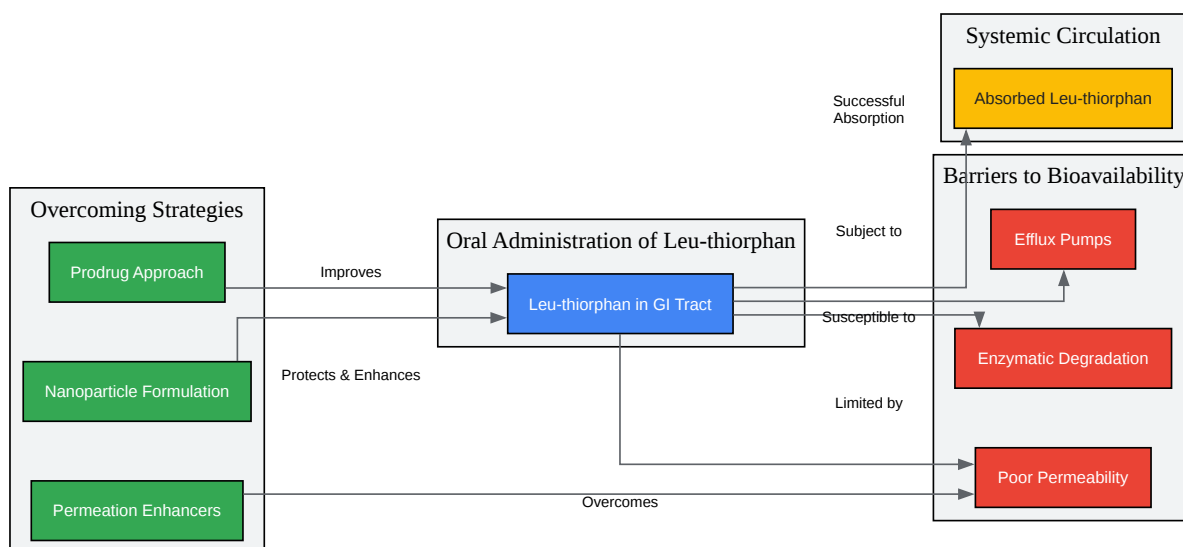 Systemic Circulation
Absorbed Leu-thiorphan
Successful
Absorption
Barriers to Bioavailability
Overcoming Strategies
Efflux Pumps
Subject to
Oral Administration of Leu-thiorphan
Prodrug Approach
Improves
Leu-thiorphan in GI Tract
Susceptible to
Enzymatic Degradation
Nanoparticle Formulation
Protects & Enhances
Limited by
Poor Permeability
Permeation Enhancers
Overcomes